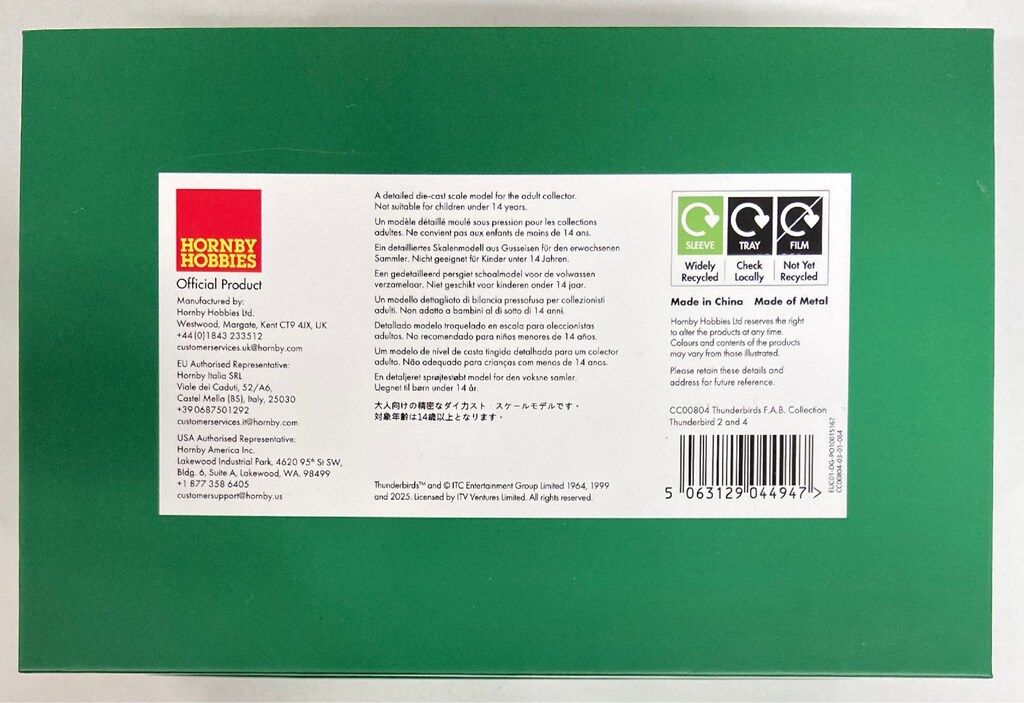 HORNBY
HOBBIES
Official Product
Manufactured by:
Hornby Hobbies Ltd.
Westwood, Margate, Kent CT9 4JX, UK
+44(0)1843 233512
customerservices.uk@hornby.com
EU Authorised Representative:
Hornby Italia SRL
Viale dei Caduti, 52/A6,
Castel Mella (BS), Italy, 25030
+390687501292
customerservices.it@hornby.com
USA Authorised Representative:
Hornby America Inc.
Lakewood Industrial Park, 4620 95th St SW,
Bldg. 6, Suite A, Lakewood, WA. 98499
+1 877 358 6405
customersupport@hornby.us
A detailed die-cast scale model for the adult collector.
Not suitable for children under 14 years.
Un modèle détaillé moulé sous pression pour les collections
adultes. Ne convient pas aux enfants de moins de 14 ans.
Ein detailliertes Skalenmodell aus Gusseisen für den erwachsenen
Sammler. Nicht geeignet für Kinder unter 14 Jahren.
Een gedetailleerd persgiet schaalmodel voor de volwassen
verzamelaar. Niet geschikt voor kinderen onder 14 jaar.
Un modello dettagliato di bilancia pressofusa per collezionisti
adulti. Non adatto a bambini al di sotto di 14 anni.
Detallado modelo troquelado en escala para oleccionistas
adultos. No recomendado para niños menores de 14 años.
Um modelo de nível de casta tingida detalhada para um colector
adulto. Não adequado para crianças com menos de 14 anos.
En detaljeret sprøjtestøbt model for den voksne samler.
Uegnet til børn under 14 år.
大人向けの精密なダイカスト・スケールモデルです・
対象年齢は14歳以上となります・
Thunderbirds™ and © ITC Entertainment Group Limited 1964, 1999
and 2025. Licensed by ITV Ventures Limited. All rights reserved.
SLEEVE TRAY FILM
Widely Recycled
Check Locally
Not Yet Recycled
Made in China Made of Metal
Hornby Hobbies Ltd reserves the right
to alter the products at any time.
Colours and contents of the products
may vary from those illustrated.
Please retain these details and
address for future reference.
CC00804 Thunderbirds F.A.B. Collection
Thunderbird 2 and 4
5 063129 044947 >
EUC01-DG-PO10015167
CC00804-03-01-064